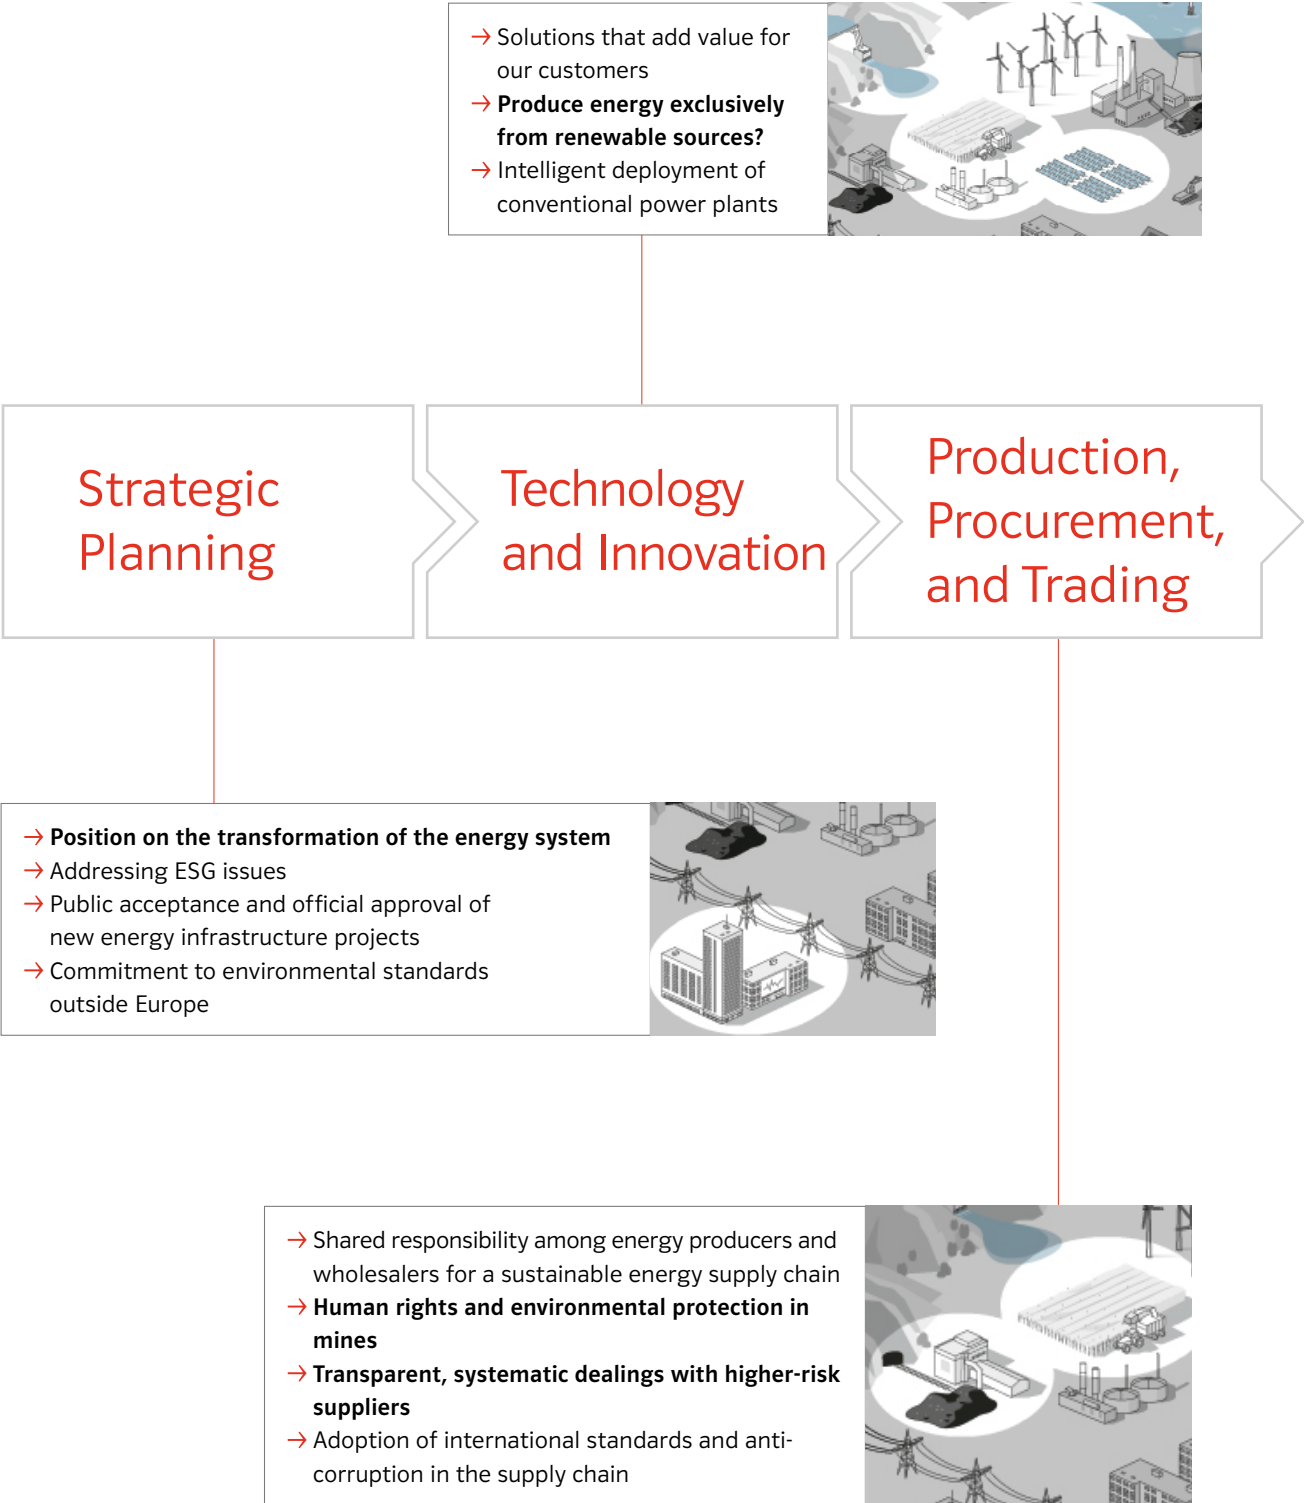 → Solutions that add value for
our customers
→ Produce energy exclusively
from renewable sources?
→ Intelligent deployment of
conventional power plants
Strategic
Planning
Technology
and Innovation
Production,
Procurement,
and Trading
→ Position on the transformation of the energy system
→ Addressing ESG issues
→ Public acceptance and official approval of
new energy infrastructure projects
→ Commitment to environmental standards
outside Europe
→ Shared responsibility among energy producers and
wholesalers for a sustainable energy supply chain
→ Human rights and environmental protection in
mines
→ Transparent, systematic dealings with higher-risk
suppliers
→ Adoption of international standards and anti-
corruption in the supply chain